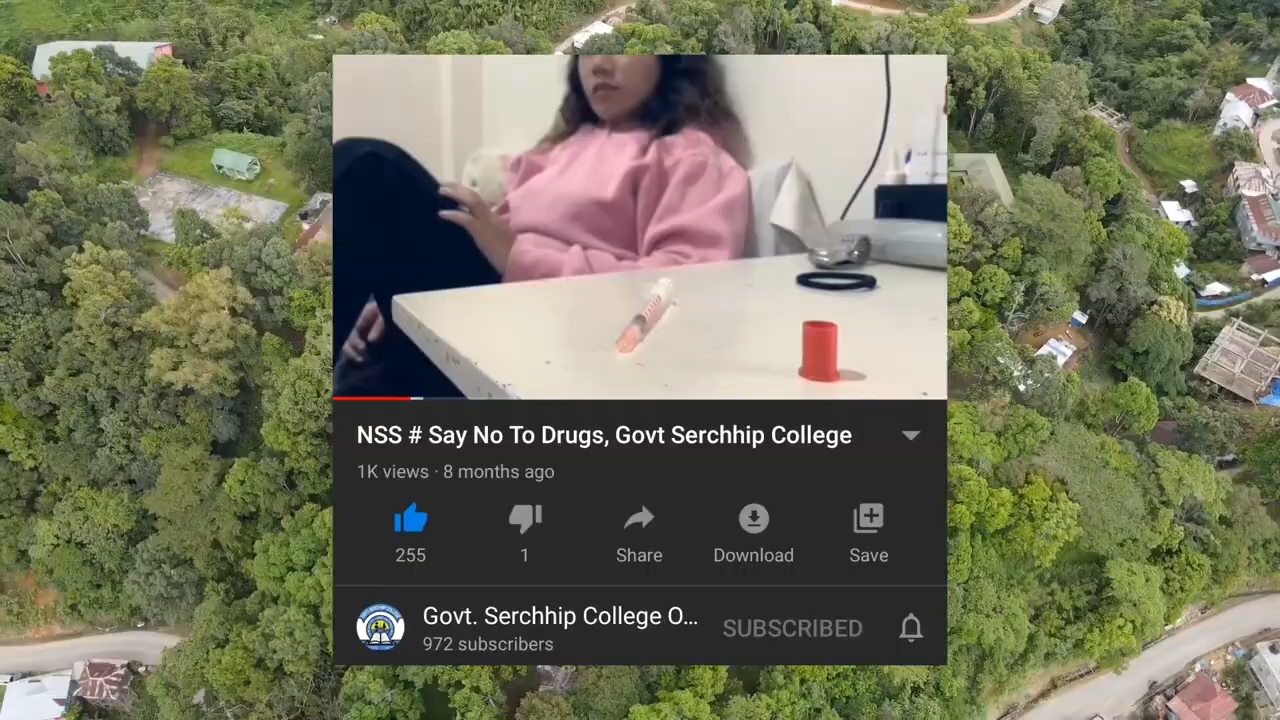 NSS # Say No To Drugs, Govt Serchhip College
1K views · 8 months ago
255
1
Share
Download
Save
Govt. Serchhip College O...
972 subscribers
SUBSCRIBED